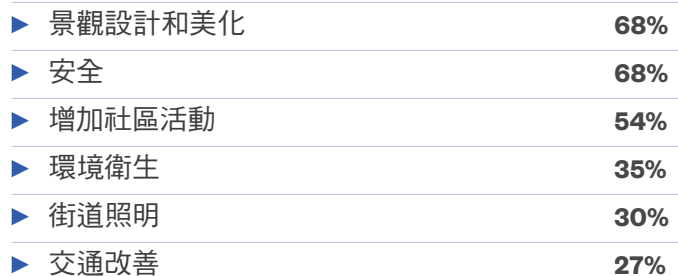 景觀設計和美化 68%
安全 68%
增加社區活動 54%
環境衛生 35%
街道照明 30%
交通改善 27%